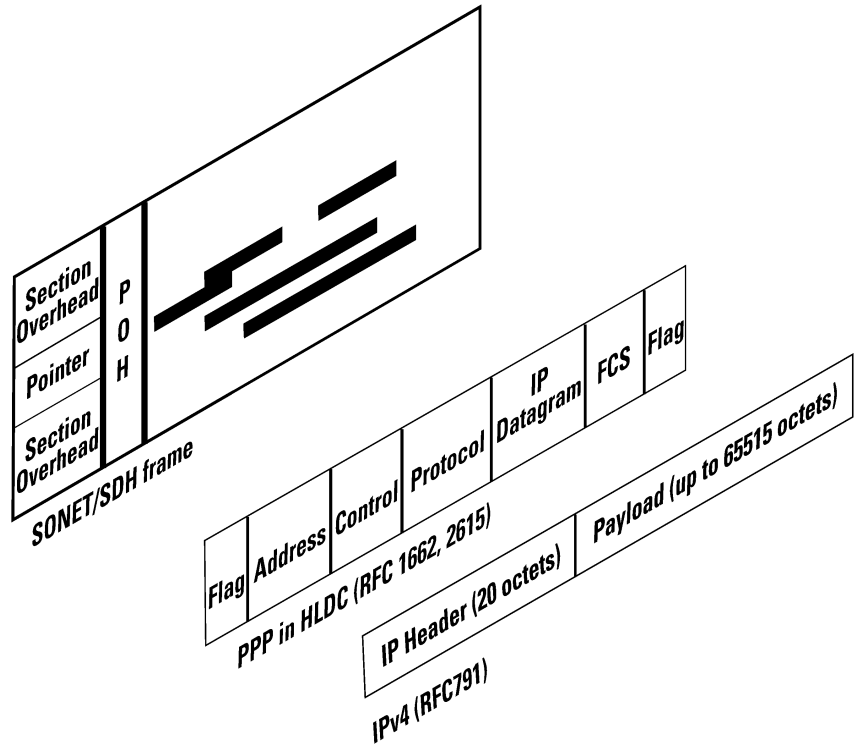 Section
Overhead
Pointer
Section
Overhead
P
O
H
SONET/SDH frame
Flag
Address
Control
Protocol
IP
Datagram
FCS
Flag
PPP in HLDC (RFC 1662, 2615)
IP Header (20 octets)
Payload (up to 65515 octets)
IPv4 (RFC791)